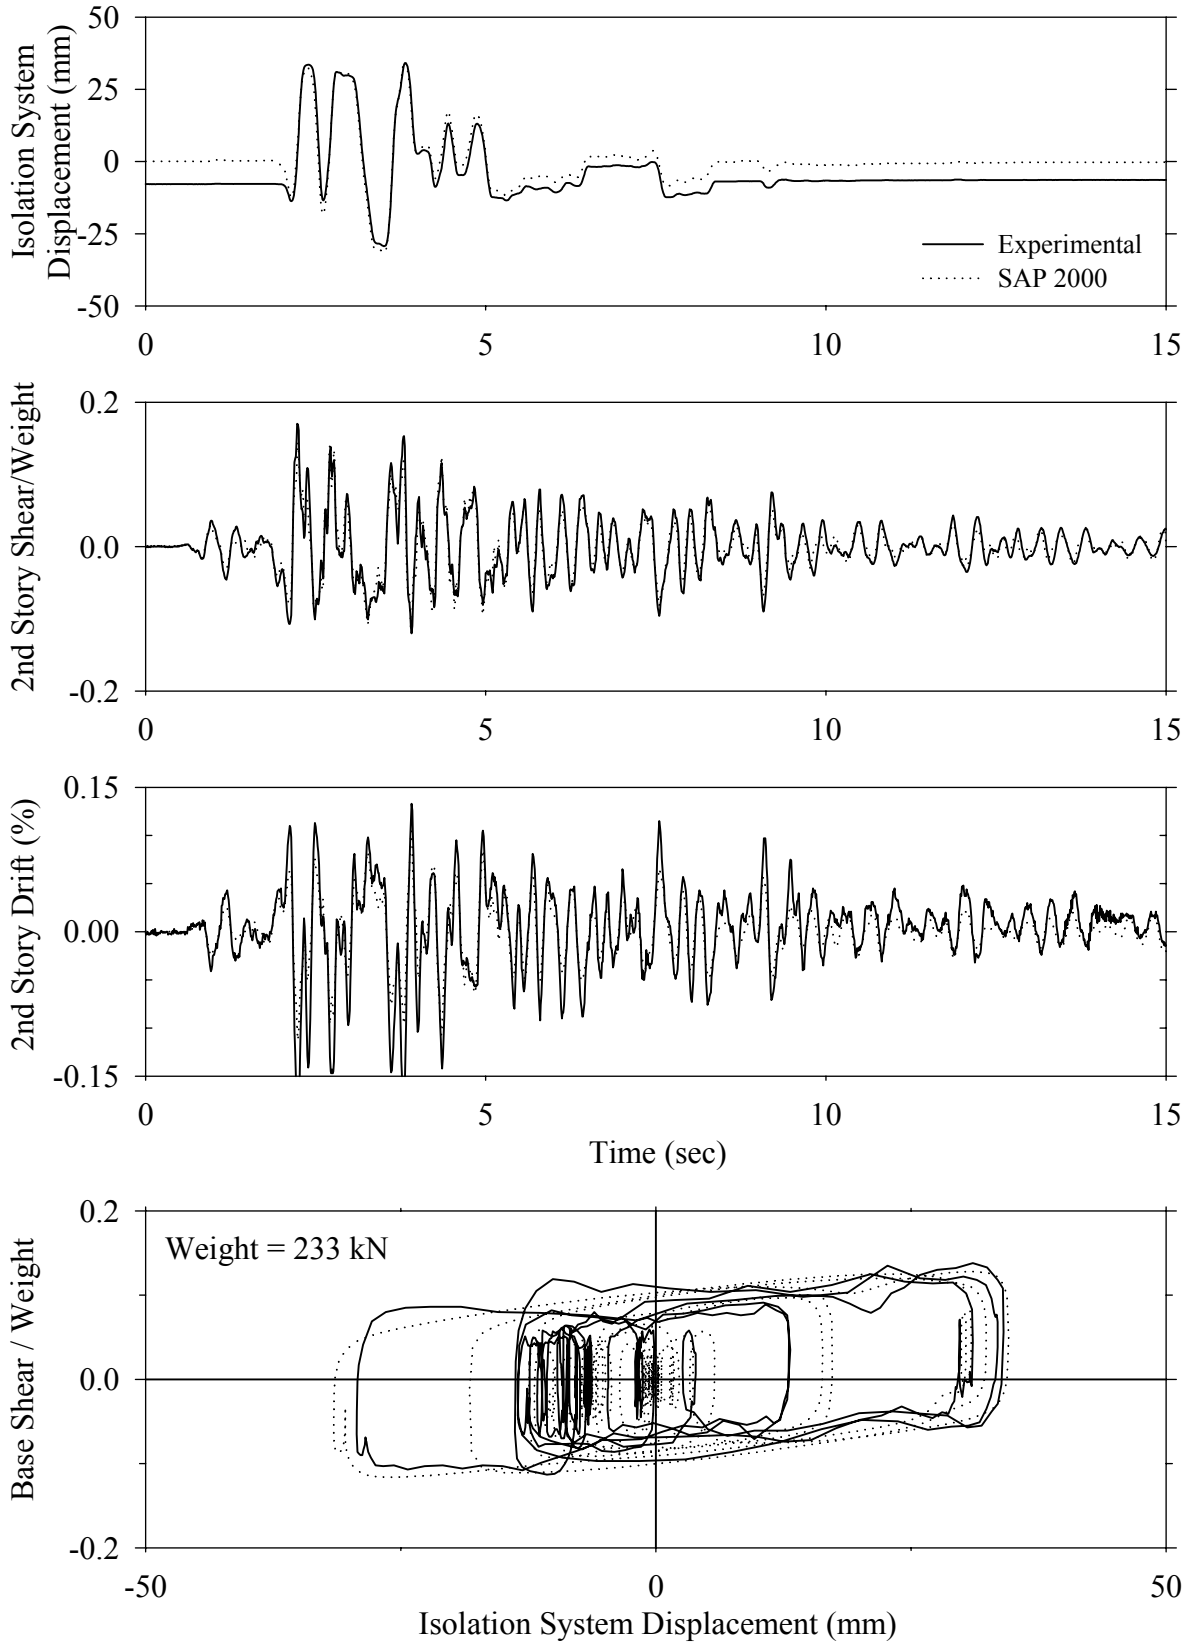 Isolation System
Displacement (mm)
50
25
0
-25
-50
Experimental
SAP 2000
0 5 10 15
2nd Story Shear/Weight
0.2
0.0
-0.2
0 5 10 15
2nd Story Drift (%)
0.15
0.00
-0.15
0 5 10 15
Time (sec)
Base Shear / Weight
0.2
0.0
-0.2
Weight = 233 kN
-50 0 50
Isolation System Displacement (mm)